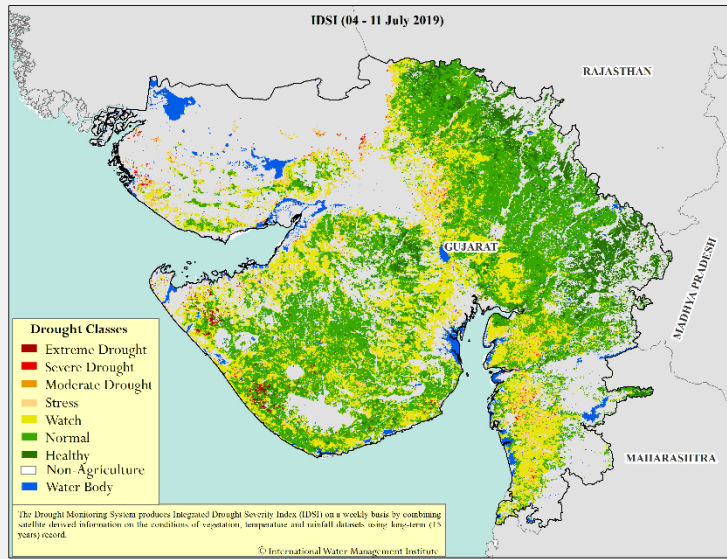 IDSI (04 - 11 July 2019)
RAJASTHAN
GUJARAT
MADHYA PRADESH
MAHARASHTRA
Drought Classes
Extreme Drought
Severe Drought
Moderate Drought
Stress
Watch
Normal
Healthy
Non-Agriculture
Water Body
The Drought Monitoring System produces Integrated Drought Severity Index (IDSI) on a weekly basis by combining
satellite derived information on the conditions of vegetation, temperature and rainfall datasets using long-term (15
years) record.
© International Water Management Institute